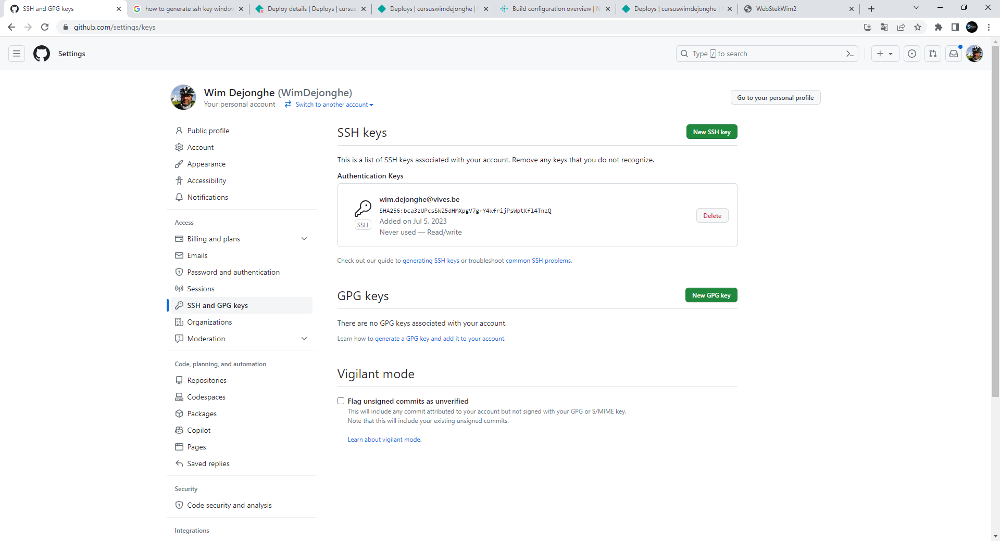 SSH and GPG keys
how to generate ssh key window
Deploy details | Deploys | cursus
Deploys | cursuswimdejonghe |
Build configuration overview | N
Deploys | cursuswimdejonghe |
WebStekWim2
github.com/settings/keys
Settings
Type / to search
Wim Dejonghe (WimDejonghe)
Your personal account
Switch to another account
Go to your personal profile
Public profile
Account
Appearance
Accessibility
Notifications
Access
Billing and plans
Emails
Password and authentication
Sessions
SSH and GPG keys
Organizations
Moderation
Code, planning, and automation
Repositories
Codespaces
Packages
Copilot
Pages
Saved replies
Security
Code security and analysis
Integrations
SSH keys
New SSH key
This is a list of SSH keys associated with your account. Remove any keys that you do not recognize.
Authentication Keys
SSH
wim.dejonghe@vives.be
SHA256:bca3zUPcsSWZ5dHMXpgV7g+Y4xfrijPsWptKfl4TnzQ
Added on Jul 5, 2023
Never used — Read/write
Delete
Check out our guide to generating SSH keys or troubleshoot common SSH problems.
GPG keys
New GPG key
There are no GPG keys associated with your account.
Learn how to generate a GPG key and add it to your account.
Vigilant mode
Flag unsigned commits as unverified
This will include any commit attributed to your account but not signed with your GPG or S/MIME key.
Note that this will include your existing unsigned commits.
Learn about vigilant mode.